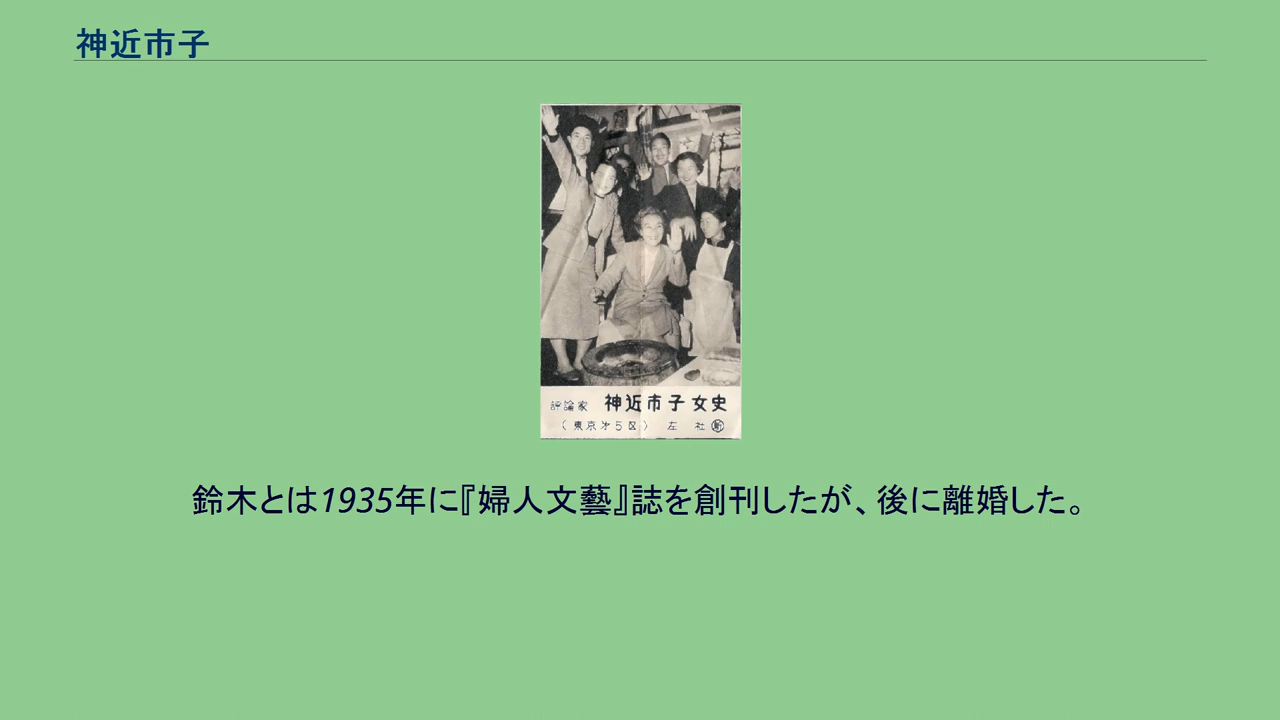 神近市子
評論家 神近市子女史
(東京第5区) 左 社 新
鈴木とは1935年に『婦人文藝』誌を創刊したが、後に離婚した。